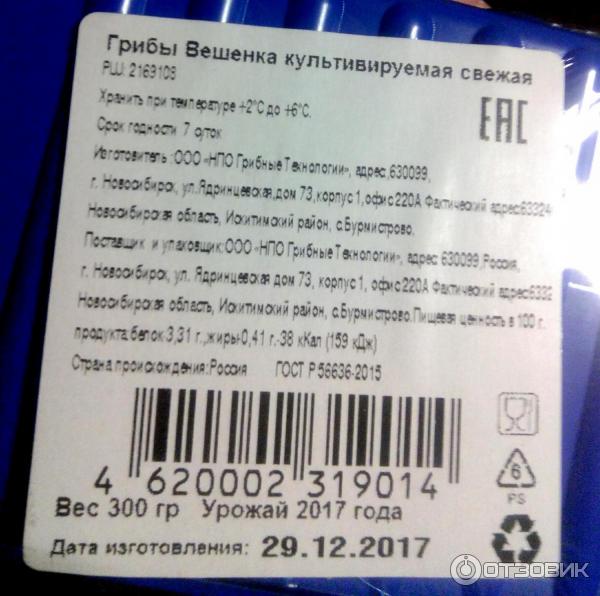 Грибы Вешенка культивируемая свежая
PLU: 2169108
Хранить при температуре +2°С до +6°С.
Срок годности 7 суток
EAC
Изготовитель :ООО «НПО Грибные Технологии», адрес,630099,
г. Новосибирск, ул.Ядринцевская,дом 73,корпус 1,офис 220А Фактический адрес:63324
Новосибирская область, Искитимский район, с.Бурмистрово.
Поставщик и упаковщик:ООО «НПО Грибные Технологии», адрес: 630099,Россия,
г. Новосибирск, ул. Ядринцевская дом 73, корпус 1, офис 220А Фактический адрес:6332
Новосибирская область, Искитимский район, с.Бурмистрово.Пищевая ценность в 100 г.
продукта:белок-3,31 г.,жиры-0,41 г.-38 кКал (159 кДж)
Страна происхождения:Россия ГОСТ Р 56636-2015
4 620002 319014
6
PS
Вес 300 гр Урожай 2017 года
Дата изготовления: 29.12.2017
ОТЗОВИК